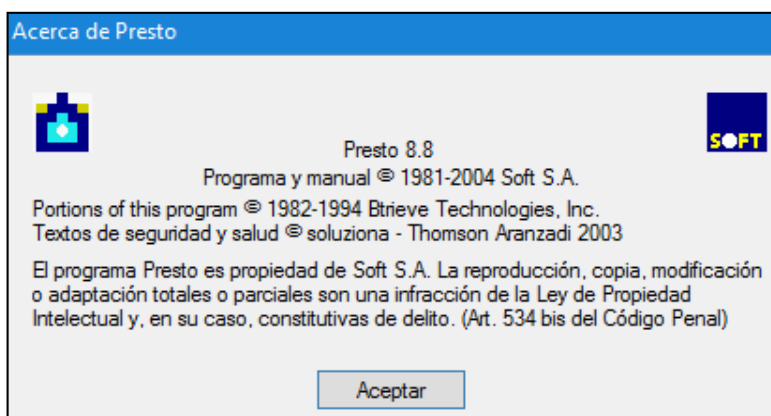 Acerca de Presto
SOFT
Presto 8.8
Programa y manual © 1981-2004 Soft S.A.
Portions of this program © 1982-1994 Btrieve Technologies, Inc.
Textos de seguridad y salud © soluziona - Thomson Aranzadi 2003
El programa Presto es propiedad de Soft S.A. La reproducción, copia, modificación
o adaptación totales o parciales son una infracción de la Ley de Propiedad
Intelectual y, en su caso, constitutivas de delito. (Art. 534 bis del Código Penal)
Aceptar